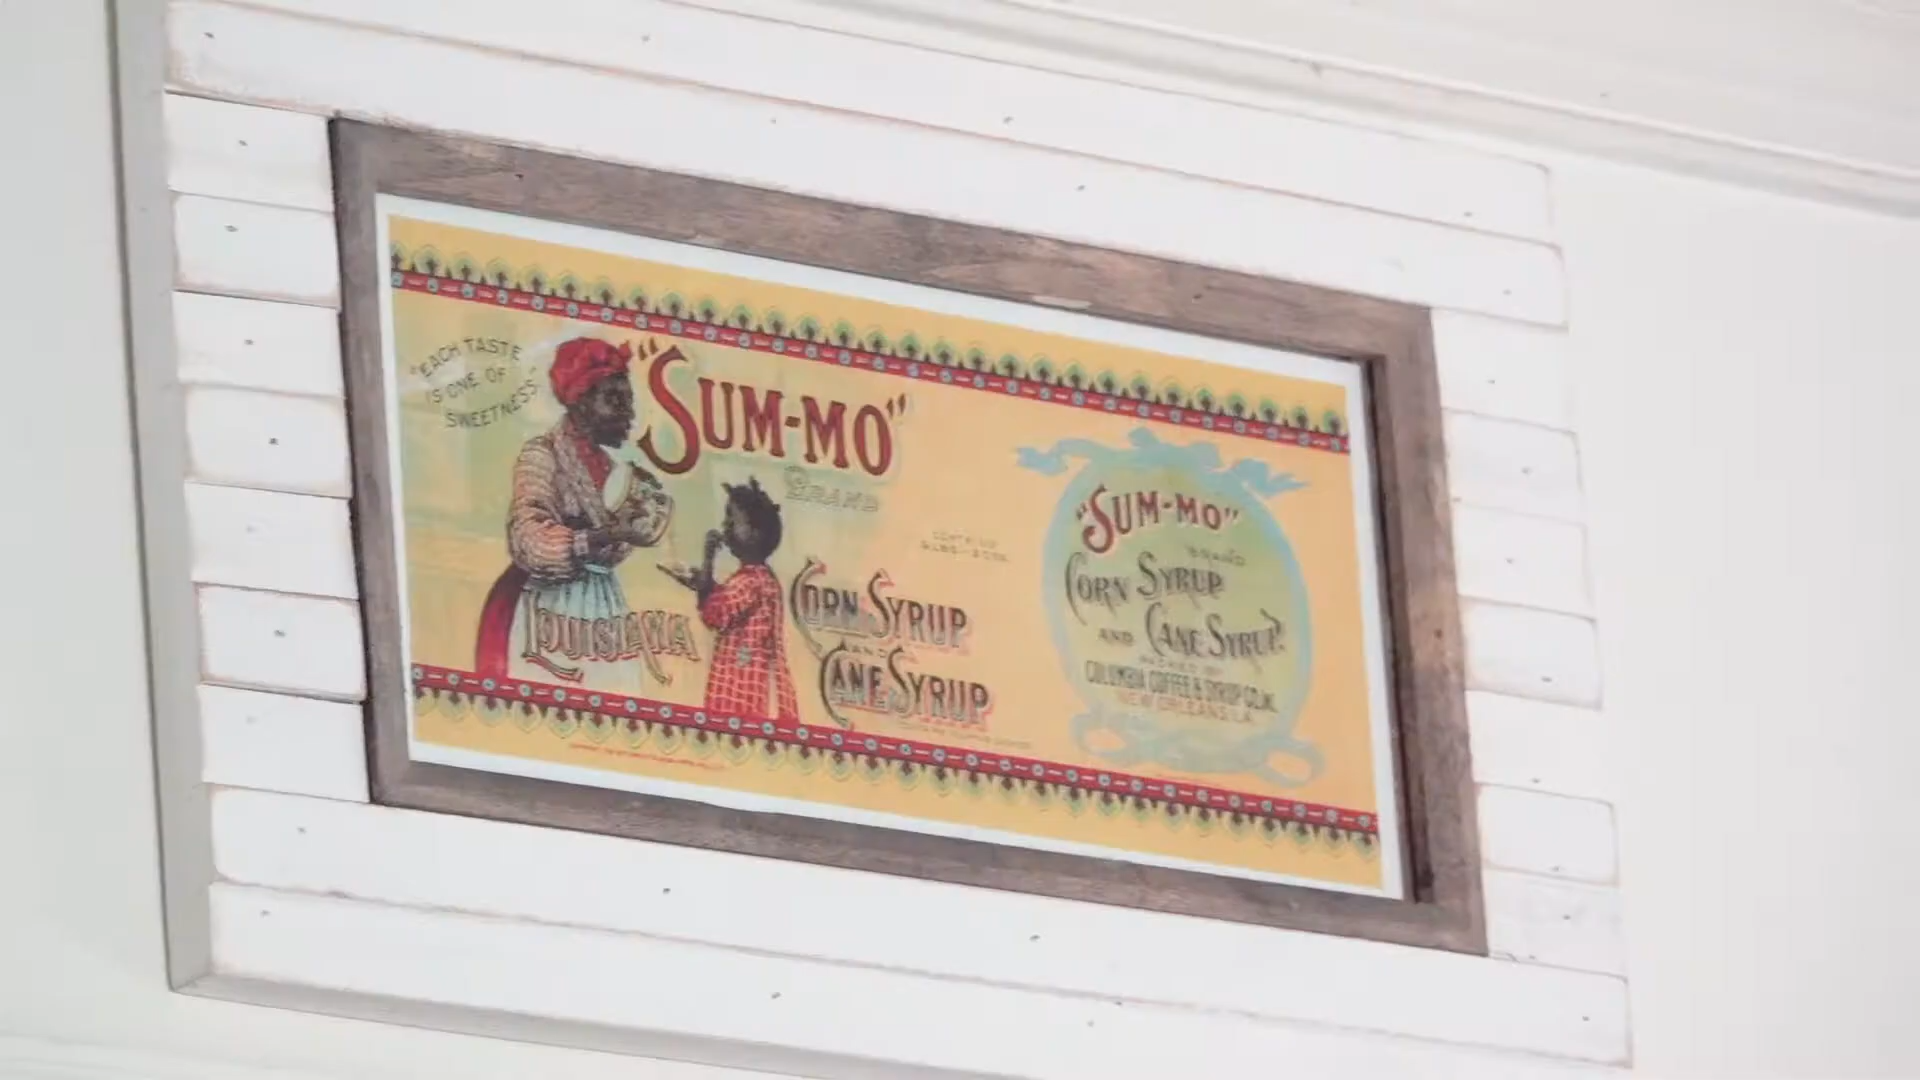 "EACH TASTE
IS ONE OF
SWEETNESS"
"SUM-MO"
BRAND
LOUISIANA
CORN SYRUP
AND
CANE SYRUP
"SUM-MO"
BRAND
CORN SYRUP
AND CANE SYRUP
PACKED BY
COLUMBIA COFFEE & SYRUP CO. INC.
NEW ORLEANS LA.